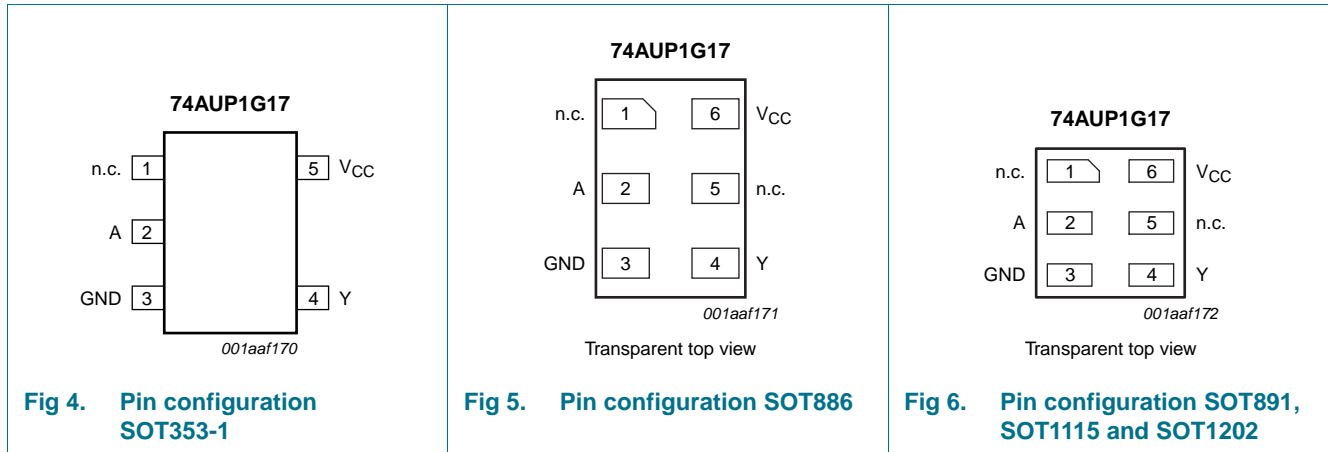 74AUP1G17
n.c. 1
5 VCC
A 2
GND 3
4 Y
001aaf170
Fig 4. Pin configuration
SOT353-1
74AUP1G17
n.c. 1 6 VCC
A 2 5 n.c.
GND 3 4 Y
001aaf171
Transparent top view
Fig 5. Pin configuration SOT886
74AUP1G17
n.c. 1 6 VCC
A 2 5 n.c.
GND 3 4 Y
001aaf172
Transparent top view
Fig 6. Pin configuration SOT891,
SOT1115 and SOT1202